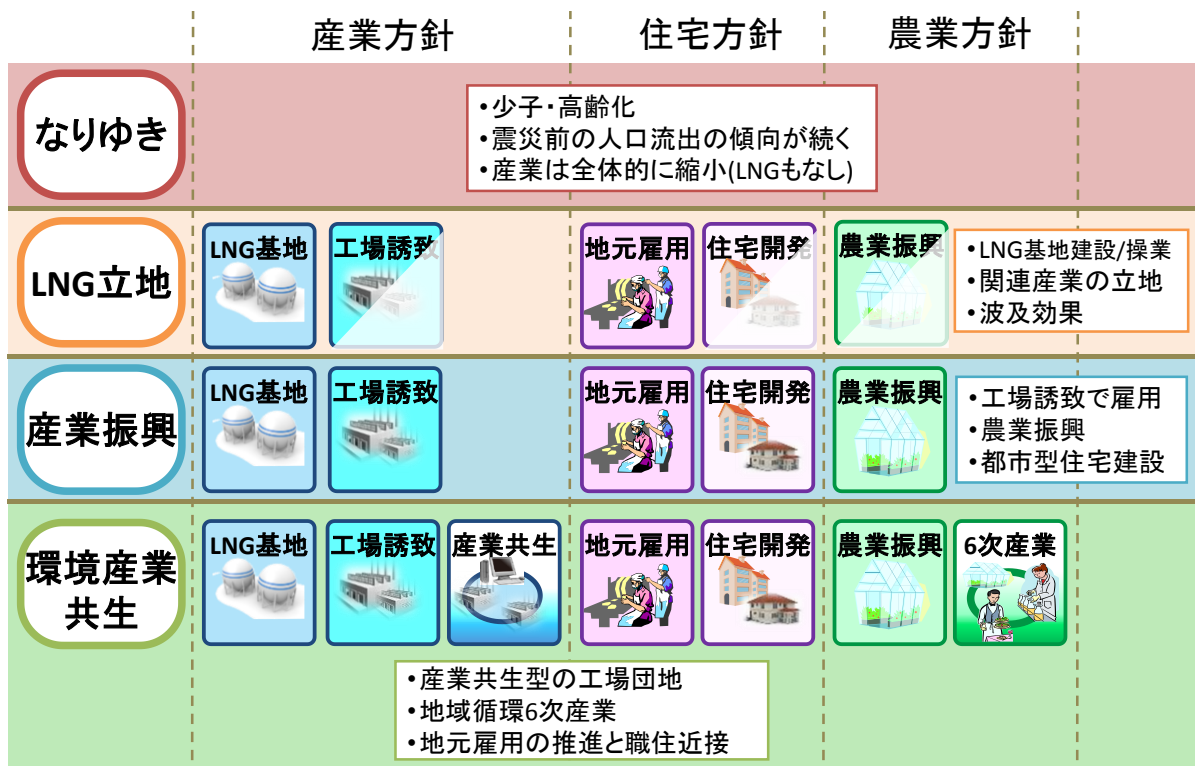 産業方針
住宅方針
農業方針
なりゆき
•少子・高齢化
•震災前の人口流出の傾向が続く
•産業は全体的に縮小(LNGもなし)
LNG立地
LNG基地
工場誘致
地元雇用
住宅開発
農業振興
•LNG基地建設/操業
•関連産業の立地
•波及効果
産業振興
LNG基地
工場誘致
地元雇用
住宅開発
農業振興
•工場誘致で雇用
•農業振興
•都市型住宅建設
環境産業
共生
LNG基地
工場誘致
産業共生
地元雇用
住宅開発
農業振興
6次産業
•産業共生型の工場団地
•地域循環6次産業
•地元雇用の推進と職住近接